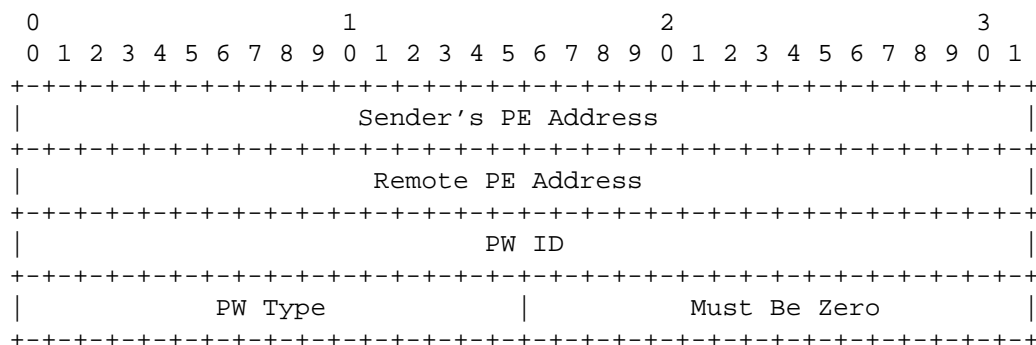 0                   1                   2                   3
0 1 2 3 4 5 6 7 8 9 0 1 2 3 4 5 6 7 8 9 0 1 2 3 4 5 6 7 8 9 0 1
+-+-+-+-+-+-+-+-+-+-+-+-+-+-+-+-+-+-+-+-+-+-+-+-+-+-+-+-+-+-+-+-+
|                     Sender's PE Address                       |
+-+-+-+-+-+-+-+-+-+-+-+-+-+-+-+-+-+-+-+-+-+-+-+-+-+-+-+-+-+-+-+-+
|                      Remote PE Address                        |
+-+-+-+-+-+-+-+-+-+-+-+-+-+-+-+-+-+-+-+-+-+-+-+-+-+-+-+-+-+-+-+-+
|                             PW ID                             |
+-+-+-+-+-+-+-+-+-+-+-+-+-+-+-+-+-+-+-+-+-+-+-+-+-+-+-+-+-+-+-+-+
|            PW Type            |          Must Be Zero         |
+-+-+-+-+-+-+-+-+-+-+-+-+-+-+-+-+-+-+-+-+-+-+-+-+-+-+-+-+-+-+-+-+